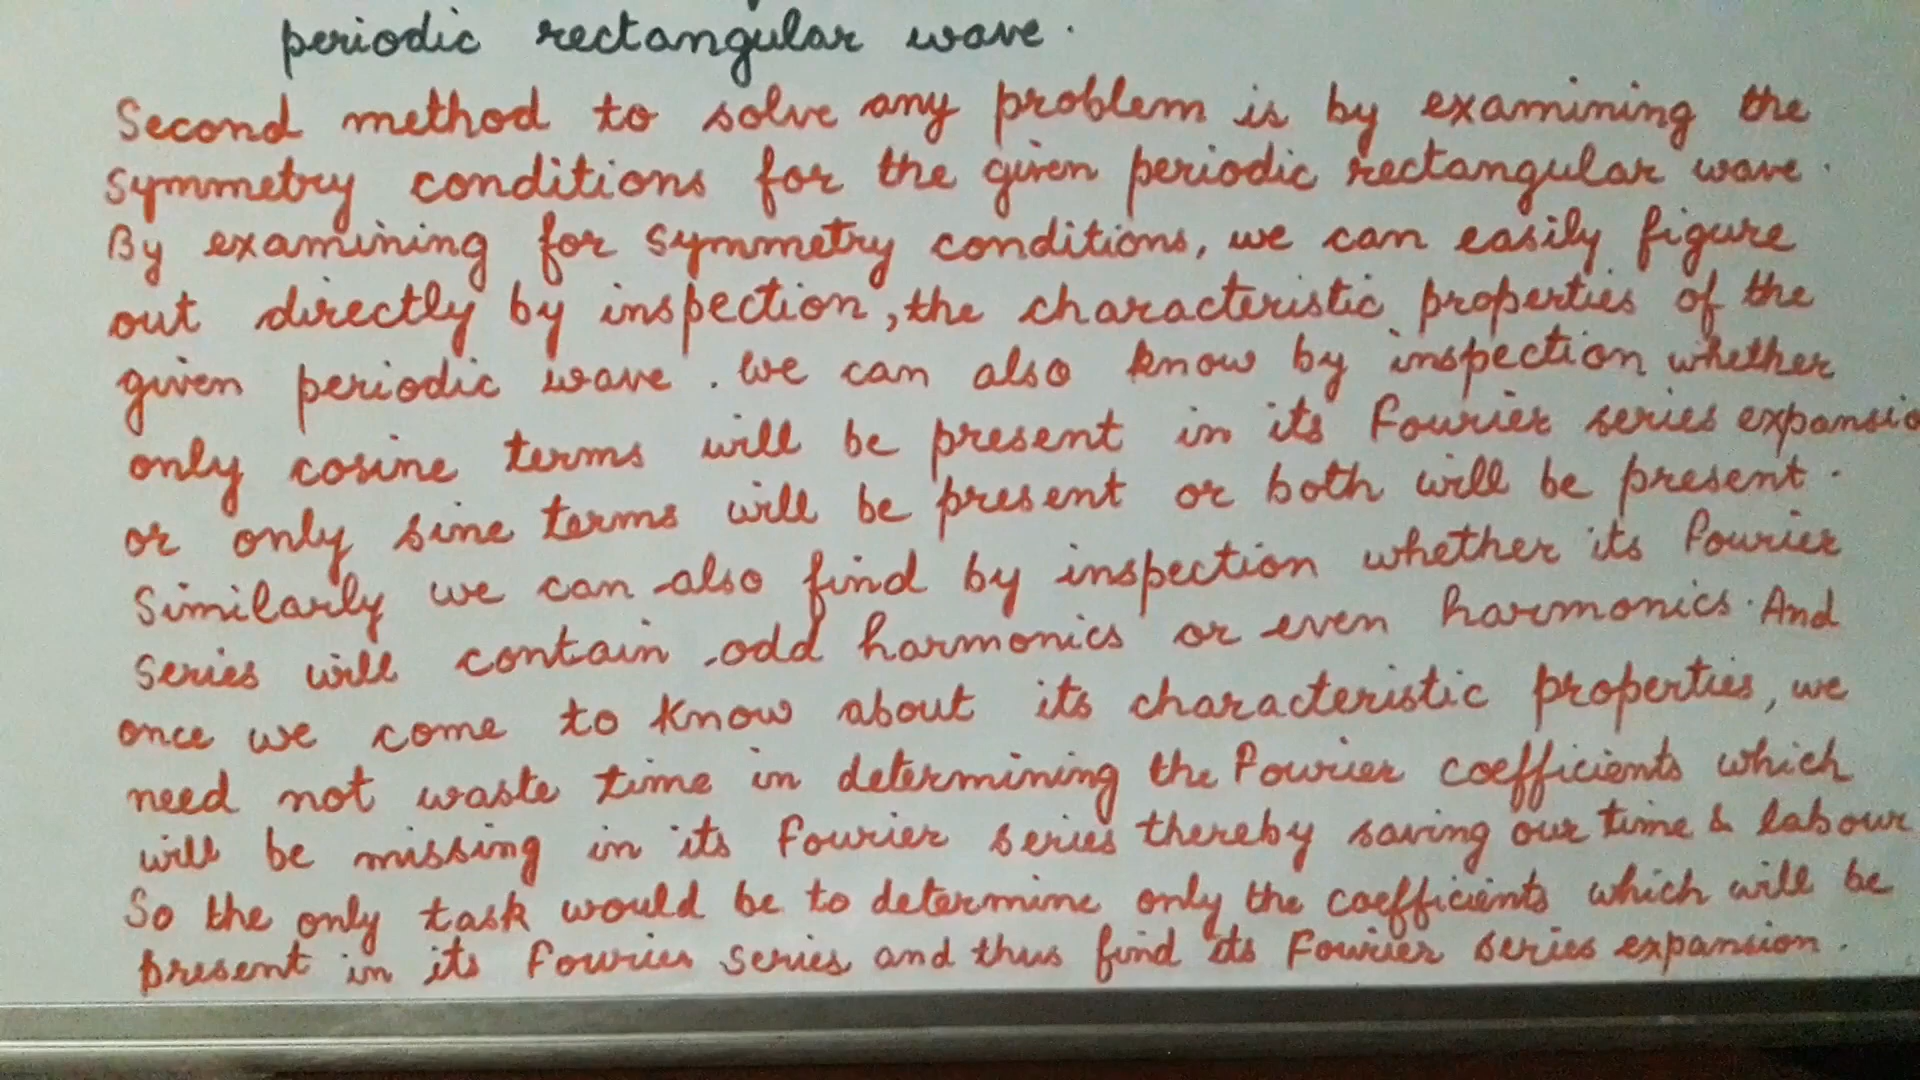 periodic rectangular wave.
Second method to solve any problem is by examining the
symmetry conditions for the given periodic rectangular wave.
By examining for symmetry conditions, we can easily figure
out directly by inspection, the characteristic properties of the
given periodic wave. We can also know by inspection whether
only cosine terms will be present in its Fourier series expansio
or only sine terms will be present or both will be present.
Similarly we can also find by inspection whether its Fourier
series will contain odd harmonics or even harmonics. And
once we come to know about its characteristic properties, we
need not waste time in determining the Fourier coefficients which
will be missing in its Fourier series thereby saving our time & labour
So the only task would be to determine only the coefficients which will be
present in its Fourier series and thus find its Fourier series expansion.